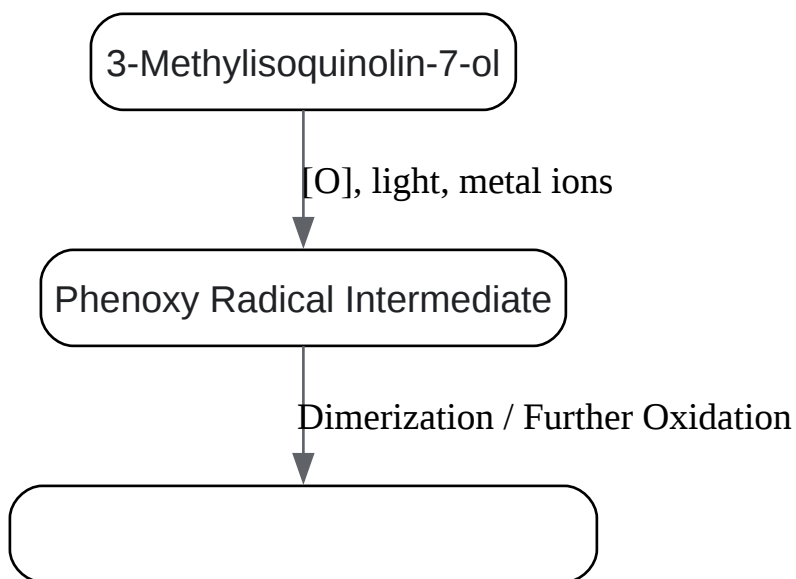 3-Methylisoquinolin-7-ol
[O], light, metal ions
Phenoxy Radical Intermediate
Dimerization / Further Oxidation